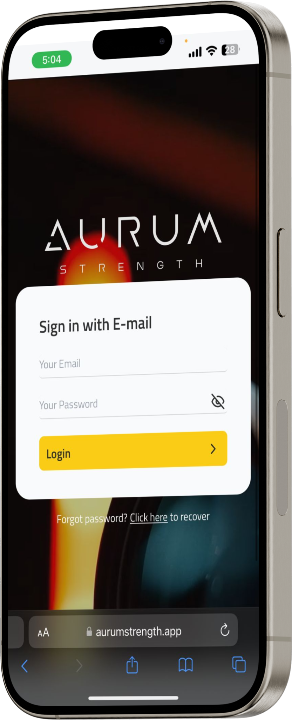 5:04
28
AURUM
STRENGTH
Sign in with E-mail
Your Email
Your Password
Login
Forgot password? Click here to recover
AA aurumstrength.app